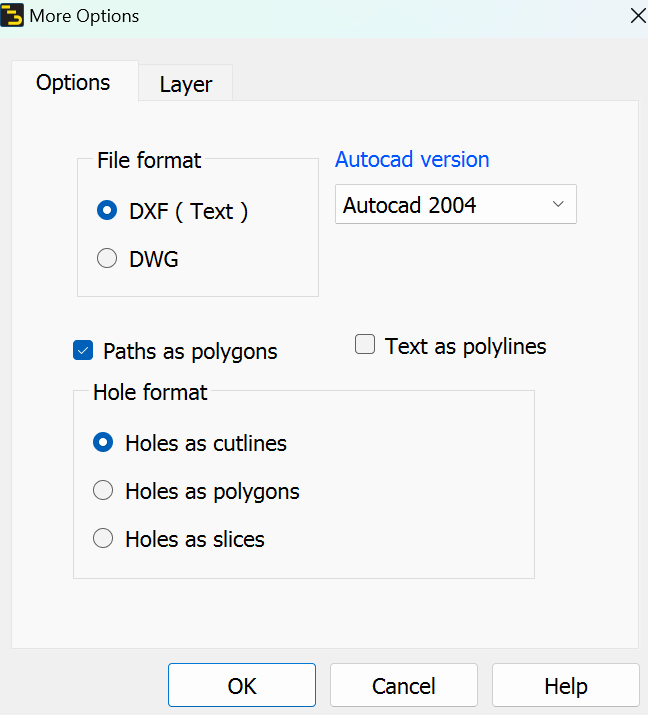 More Options
Options
Layer
File format
DXF ( Text )
DWG
Autocad version
Autocad 2004
Paths as polygons
Text as polylines
Hole format
Holes as cutlines
Holes as polygons
Holes as slices
OK
Cancel
Help